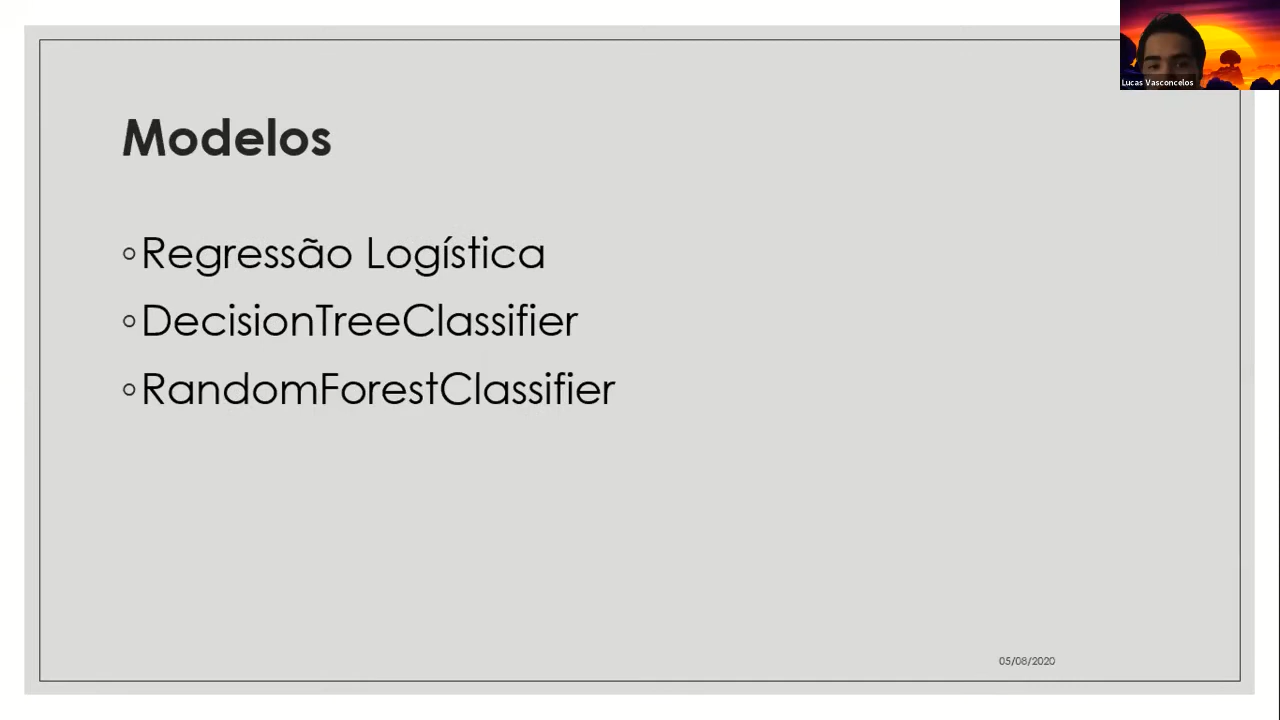 Lucas Vasconcelos
Modelos
◦Regressão Logística
◦DecisionTreeClassifier
◦RandomForestClassifier
05/08/2020